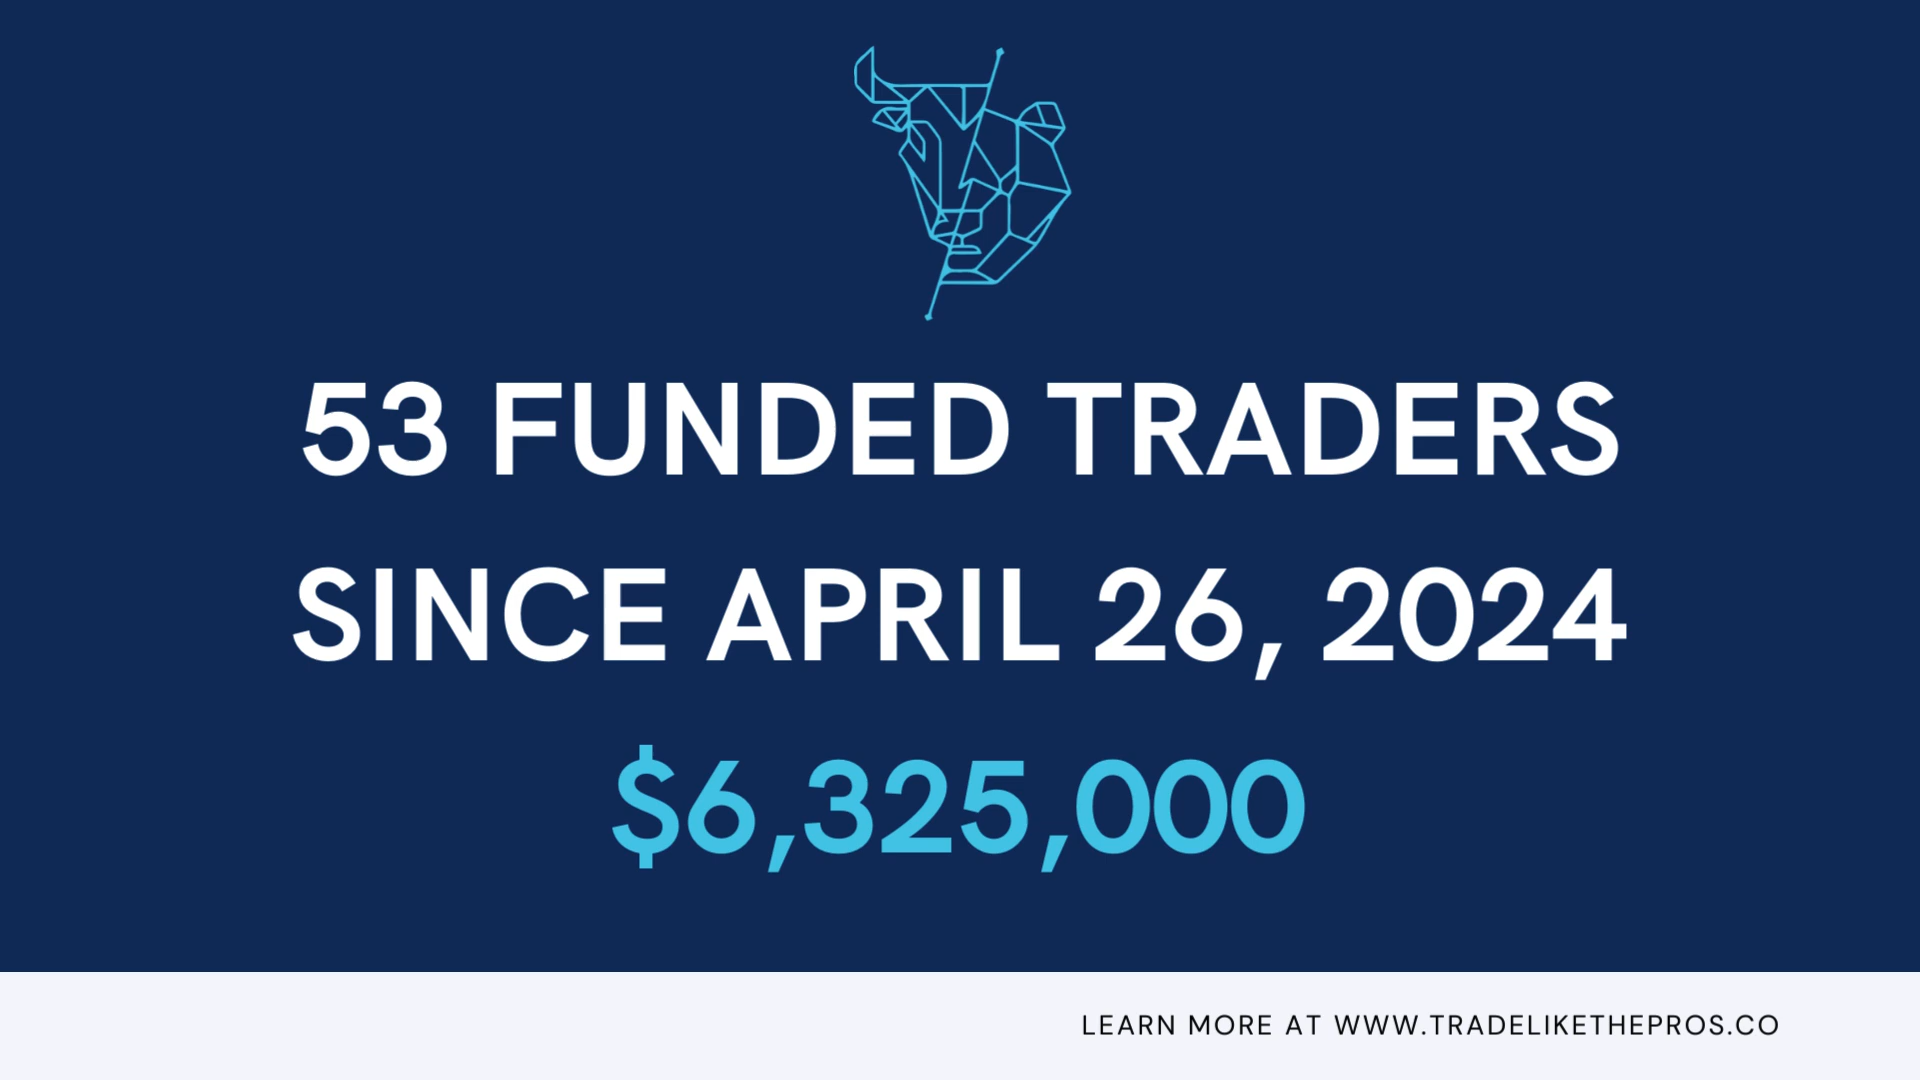 53 FUNDED TRADERS
SINCE APRIL 26, 2024
$6,325,000
LEARN MORE AT WWW.TRADELIKETHEPROS.CO